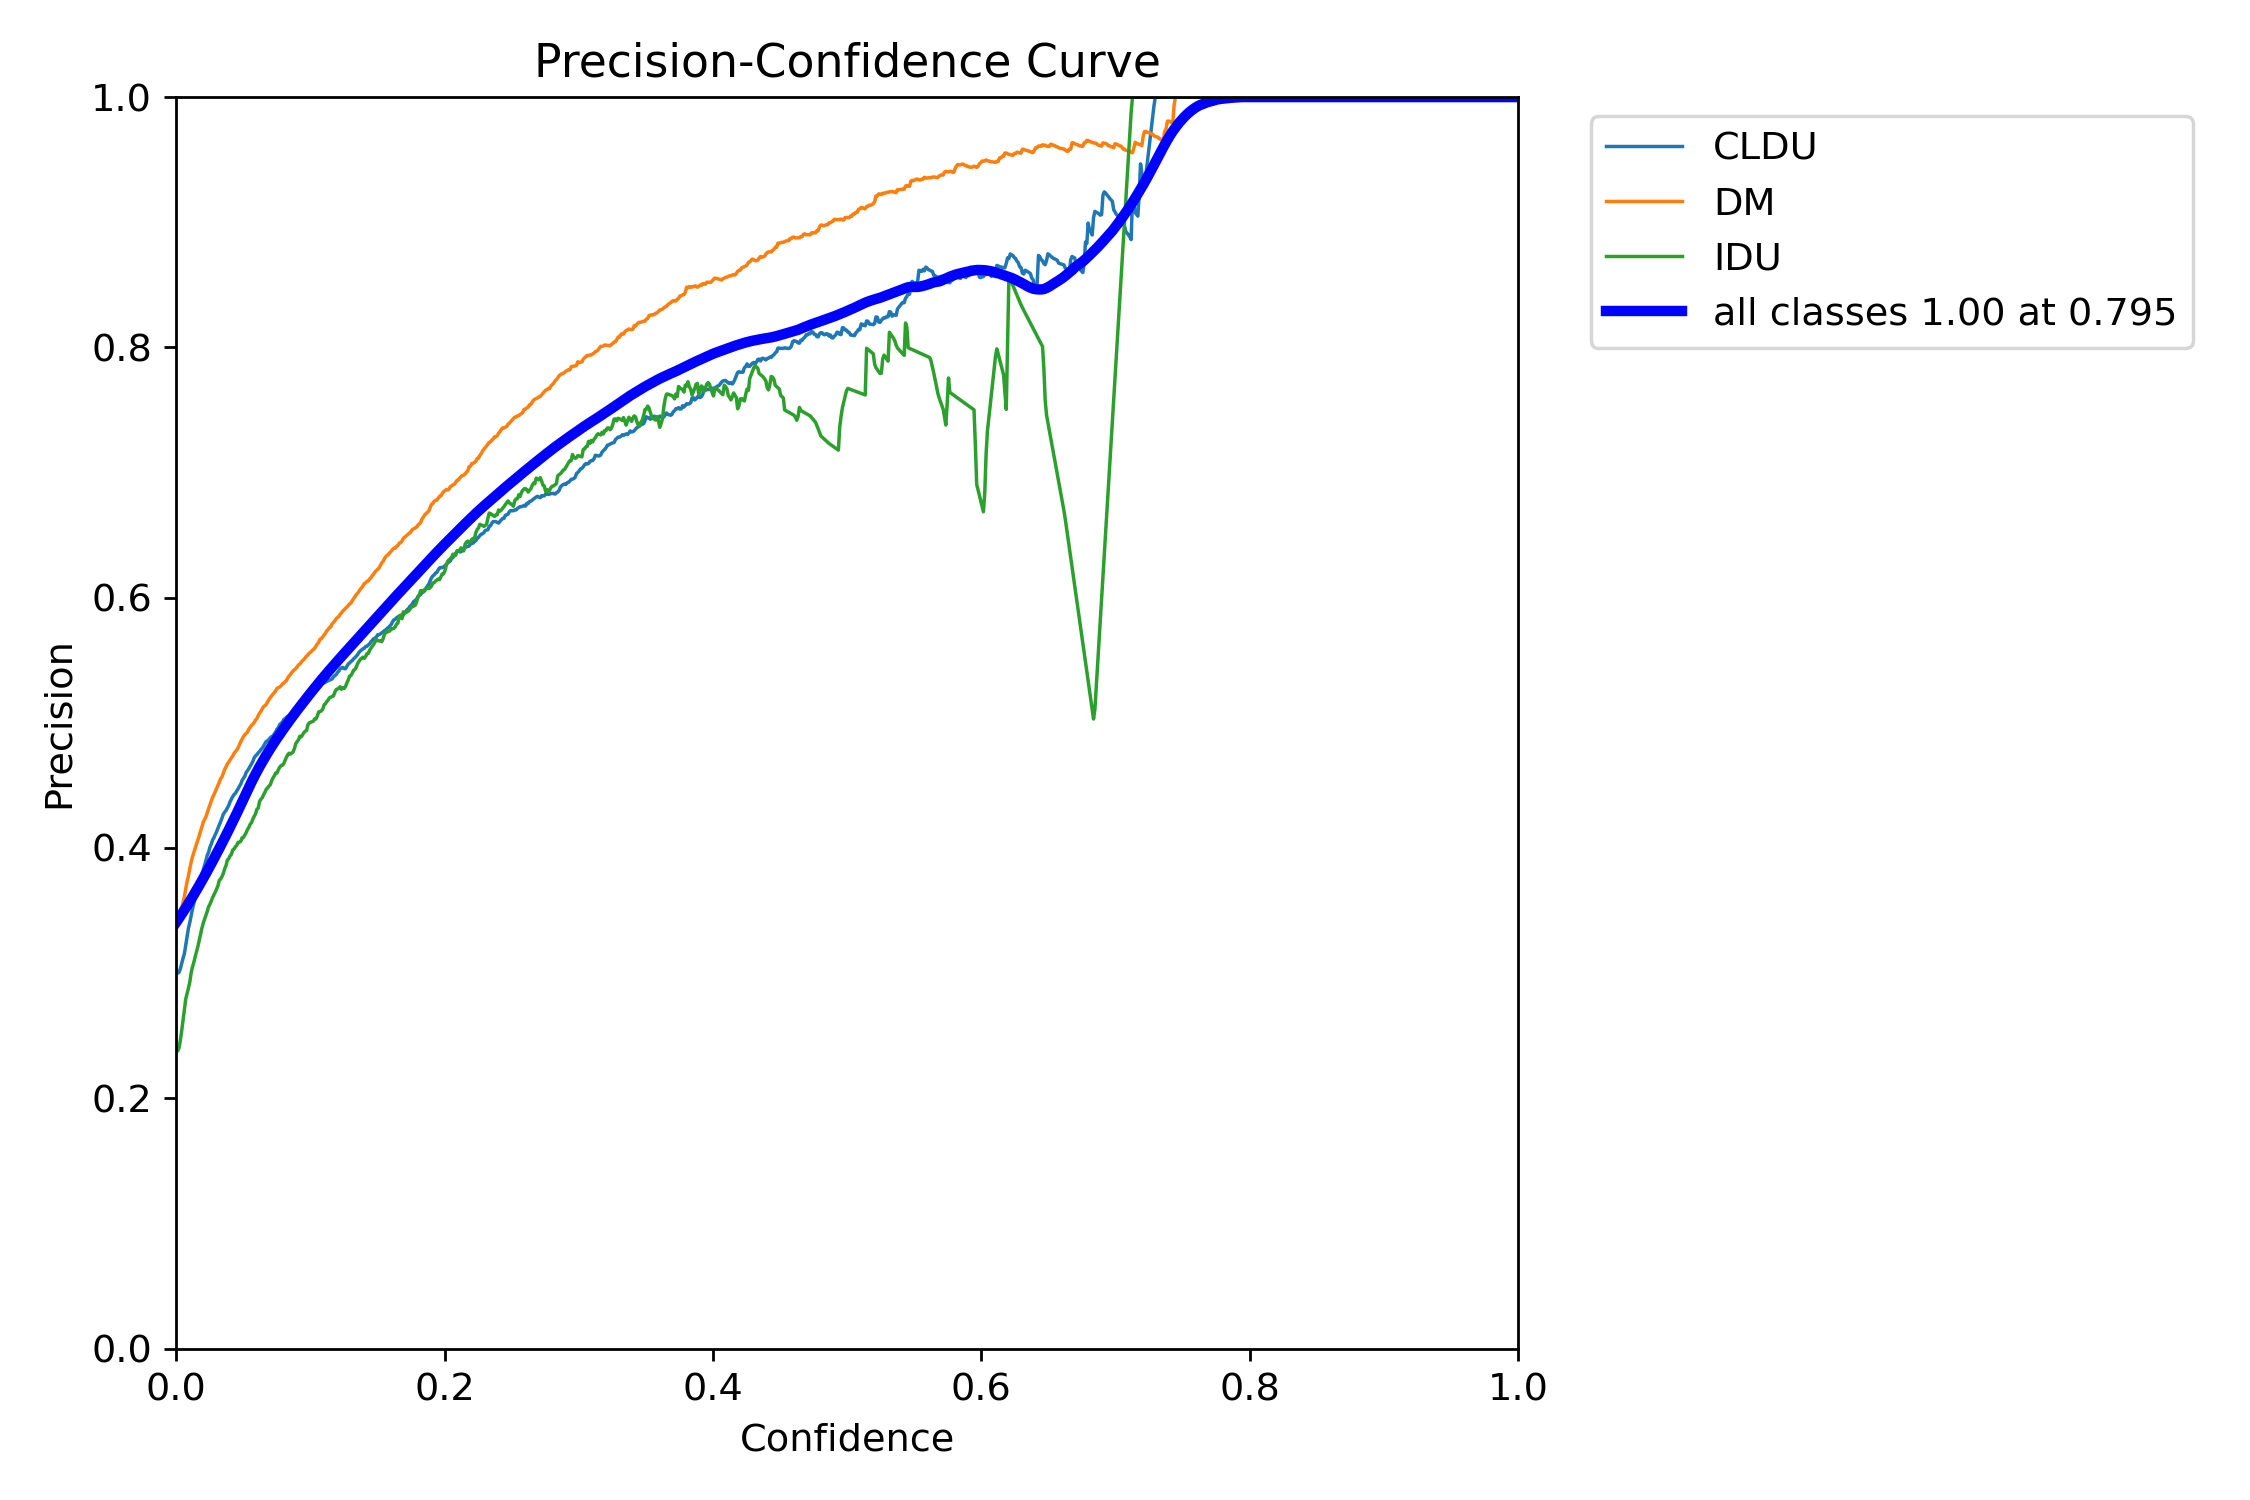 Precision-Confidence Curve
1.0
0.8
0.6
0.4
0.2
0.0
Precision
0.0 0.2 0.4 0.6 0.8 1.0
Confidence
CLDU
DM
IDU
all classes 1.00 at 0.795